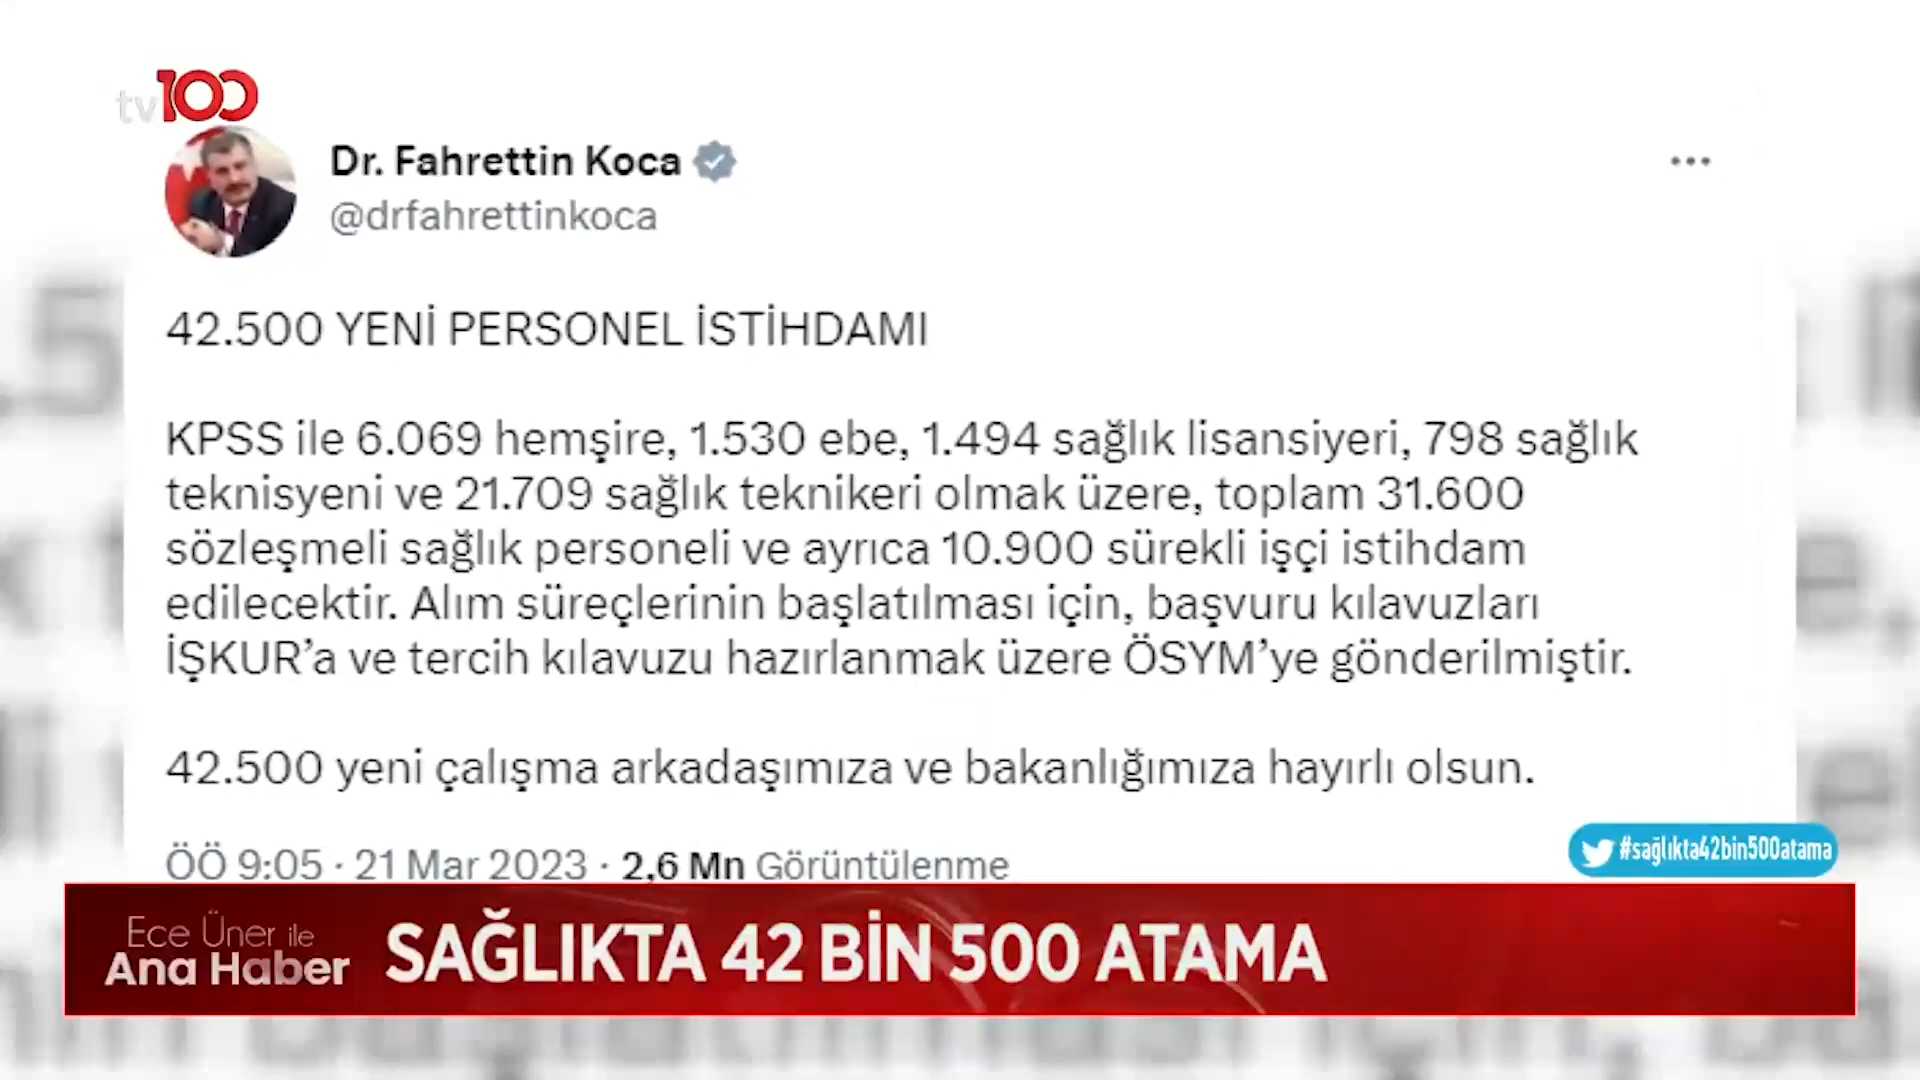 tv100
Dr. Fahrettin Koca
@drfahrettinkoca
42.500 YENİ PERSONEL İSTİHDAMI
KPSS ile 6.069 hemşire, 1.530 ebe, 1.494 sağlık lisansiyeri, 798 sağlık
teknisyeni ve 21.709 sağlık teknikeri olmak üzere, toplam 31.600
sözleşmeli sağlık personeli ve ayrıca 10.900 sürekli işçi istihdam
edilecektir. Alım süreçlerinin başlatılması için, başvuru kılavuzları
İŞKUR’a ve tercih kılavuzu hazırlanmak üzere ÖSYM’ye gönderilmiştir.
42.500 yeni çalışma arkadaşımıza ve bakanlığımıza hayırlı olsun.
ÖÖ 9:05 · 21 Mar 2023 · 2,6 Mn Görüntülenme
#sağlıkta42bin500atama
Ece Üner ile
Ana Haber
SAĞLIKTA 42 BİN 500 ATAMA